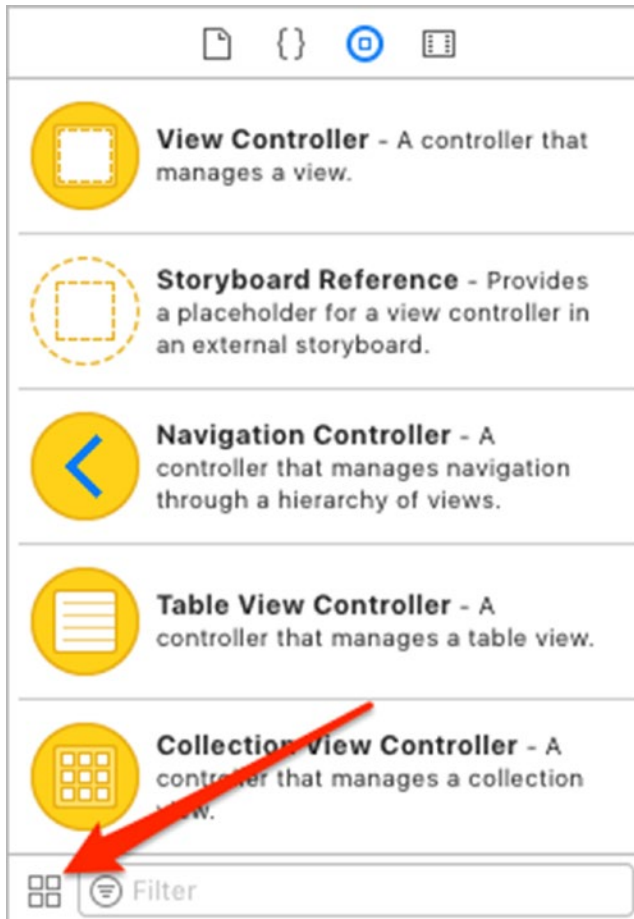 View Controller - A controller that
manages a view.
Storyboard Reference - Provides
a placeholder for a view controller in
an external storyboard.
Navigation Controller - A
controller that manages navigation
through a hierarchy of views.
Table View Controller - A
controller that manages a table view.
Collection View Controller - A
controller that manages a collection
view.
Filter